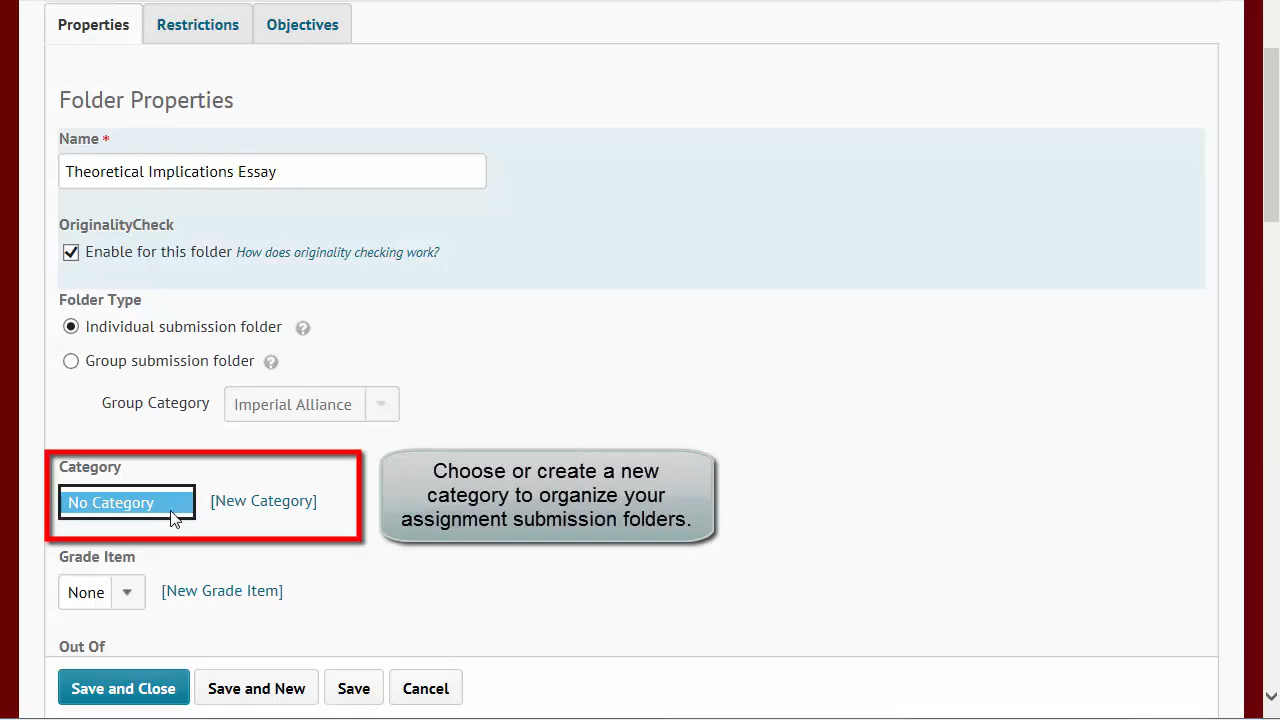 Properties Restrictions Objectives
Folder Properties
Name *
Theoretical Implications Essay
OriginalityCheck
Enable for this folder How does originality checking work?
Folder Type
Individual submission folder ?
Group submission folder ?
Group Category Imperial Alliance
Category
No Category [New Category]
Choose or create a new
category to organize your
assignment submission folders.
Grade Item
None [New Grade Item]
Out Of
Save and Close Save and New Save Cancel